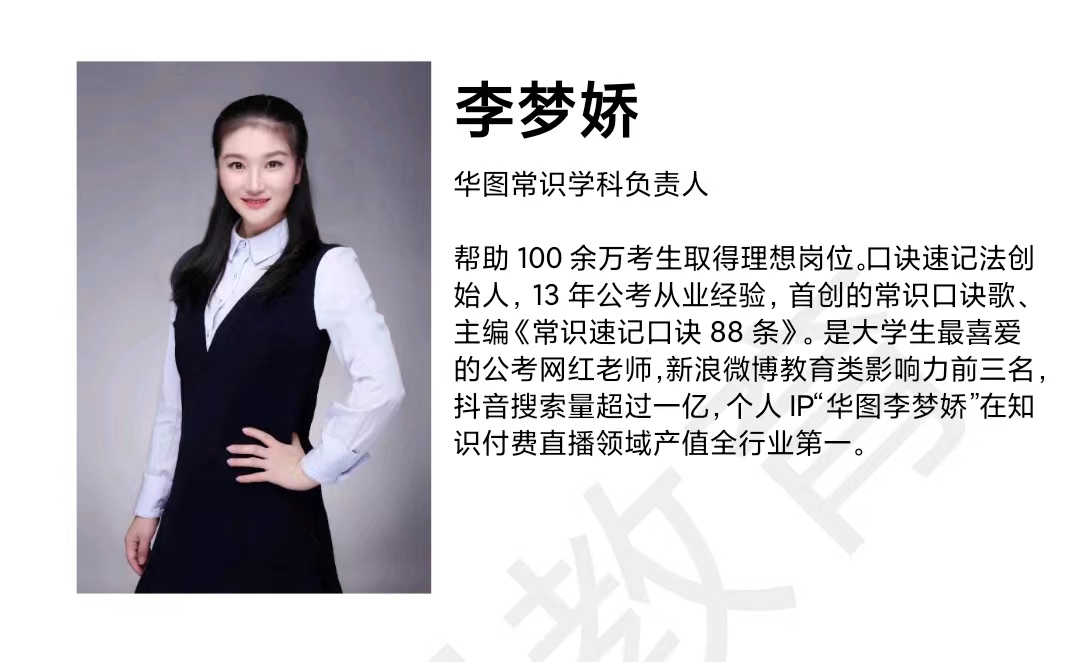 李梦娇
华图常识学科负责人
帮助 100 余万考生取得理想岗位。口诀速记法创
始人，13 年公考从业经验，首创的常识口诀歌、
主编《常识速记口诀 88 条》。是大学生最喜爱
的公考网红老师，新浪微博教育类影响力前三名，
抖音搜索量超过一亿，个人 IP“华图李梦娇”在知
识付费直播领域产值全行业第一。
教育